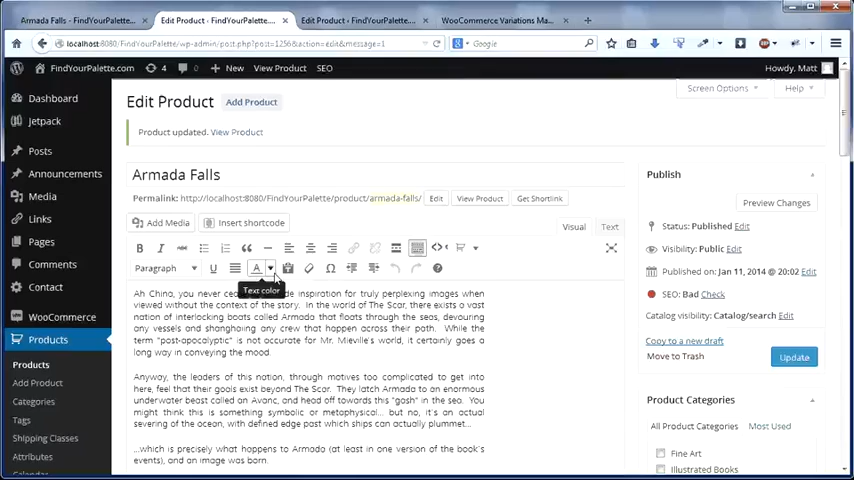 Armada Falls - FindYourPalette....
Edit Product ‹ FindYourPalette....
Edit Product ‹ FindYourPalette....
WooCommerce Variations Ma...
localhost:8080/FindYourPalette/wp-admin/post.php?post=1256&action=edit&message=1
Google
FindYourPalette.com
4
New
View Product
SEO
Howdy, Matt
Dashboard
Jetpack
Posts
Announcements
Media
Links
Pages
Comments
Contact
WooCommerce
Products
Products
Add Product
Categories
Tags
Shipping Classes
Attributes
Edit Product
Add Product
Screen Options
Help
Product updated. View Product
Armada Falls
Permalink: http://localhost:8080/FindYourPalette/product/armada-falls/
Edit
View Product
Get Shortlink
Add Media
Insert shortcode
Visual
Text
Paragraph
Text color
Ah China, you never
inspiration for truly perplexing images when
viewed without the context of the story. In the world of The Scar, there exists a vast
nation of interlocking boats called Armada that floats through the seas, devouring
any vessels and shanghaiing any crew that happen across their path. While the
term "post-apocalyptic" is not accurate for Mr. Mieville's world, it certainly goes a
long way in conveying the mood.
Anyway, the leaders of this nation, through motives too complicated to get into
here, feel that their goals exist beyond The Scar. They latch Armada to an enormous
underwater beast called an Avanc, and head off towards this "gosh" in the sea. You
might think this is something symbolic or metaphysical... but no, it's an actual
severing of the ocean, with defined edge past which ships can actually plummet...
...which is precisely what happens to Armada (at least in one version of the book's
events), and an image was born.
Publish
Preview Changes
Status: Published Edit
Visibility: Public Edit
Published on: Jan 11, 2014 @ 20:02 Edit
SEO: Bad Check
Catalog visibility: Catalog/search Edit
Copy to a new draft
Move to Trash
Update
Product Categories
All Product Categories
Most Used
Fine Art
Illustrated Books